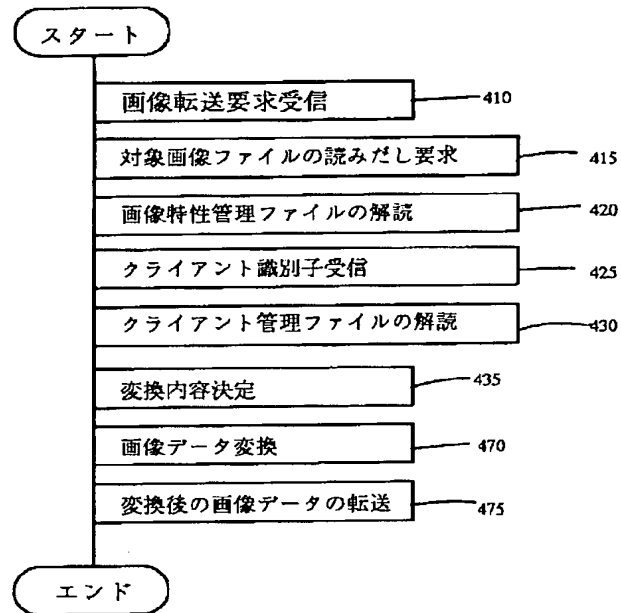 スタート
画像転送要求受信 410
対象画像ファイルの読みだし要求 415
画像特性管理ファイルの解読 420
クライアント識別子受信 425
クライアント管理ファイルの解読 430
変換内容決定 435
画像データ変換 470
変換後の画像データの転送 475
エンド